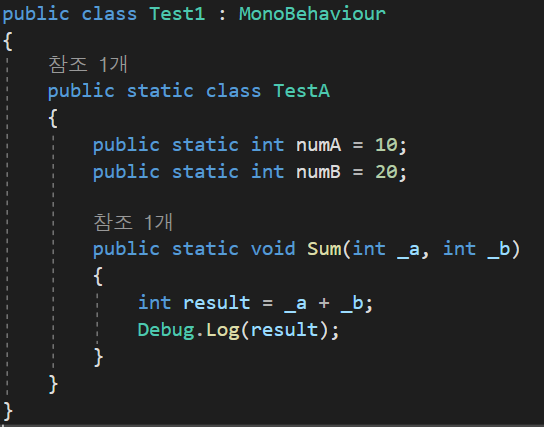 public class Test1 : MonoBehaviour
{
참조 1개
public static class TestA
{
public static int numA = 10;
public static int numB = 20;
참조 1개
public static void Sum(int _a, int _b)
{
int result = _a + _b;
Debug.Log(result);
}
}
}